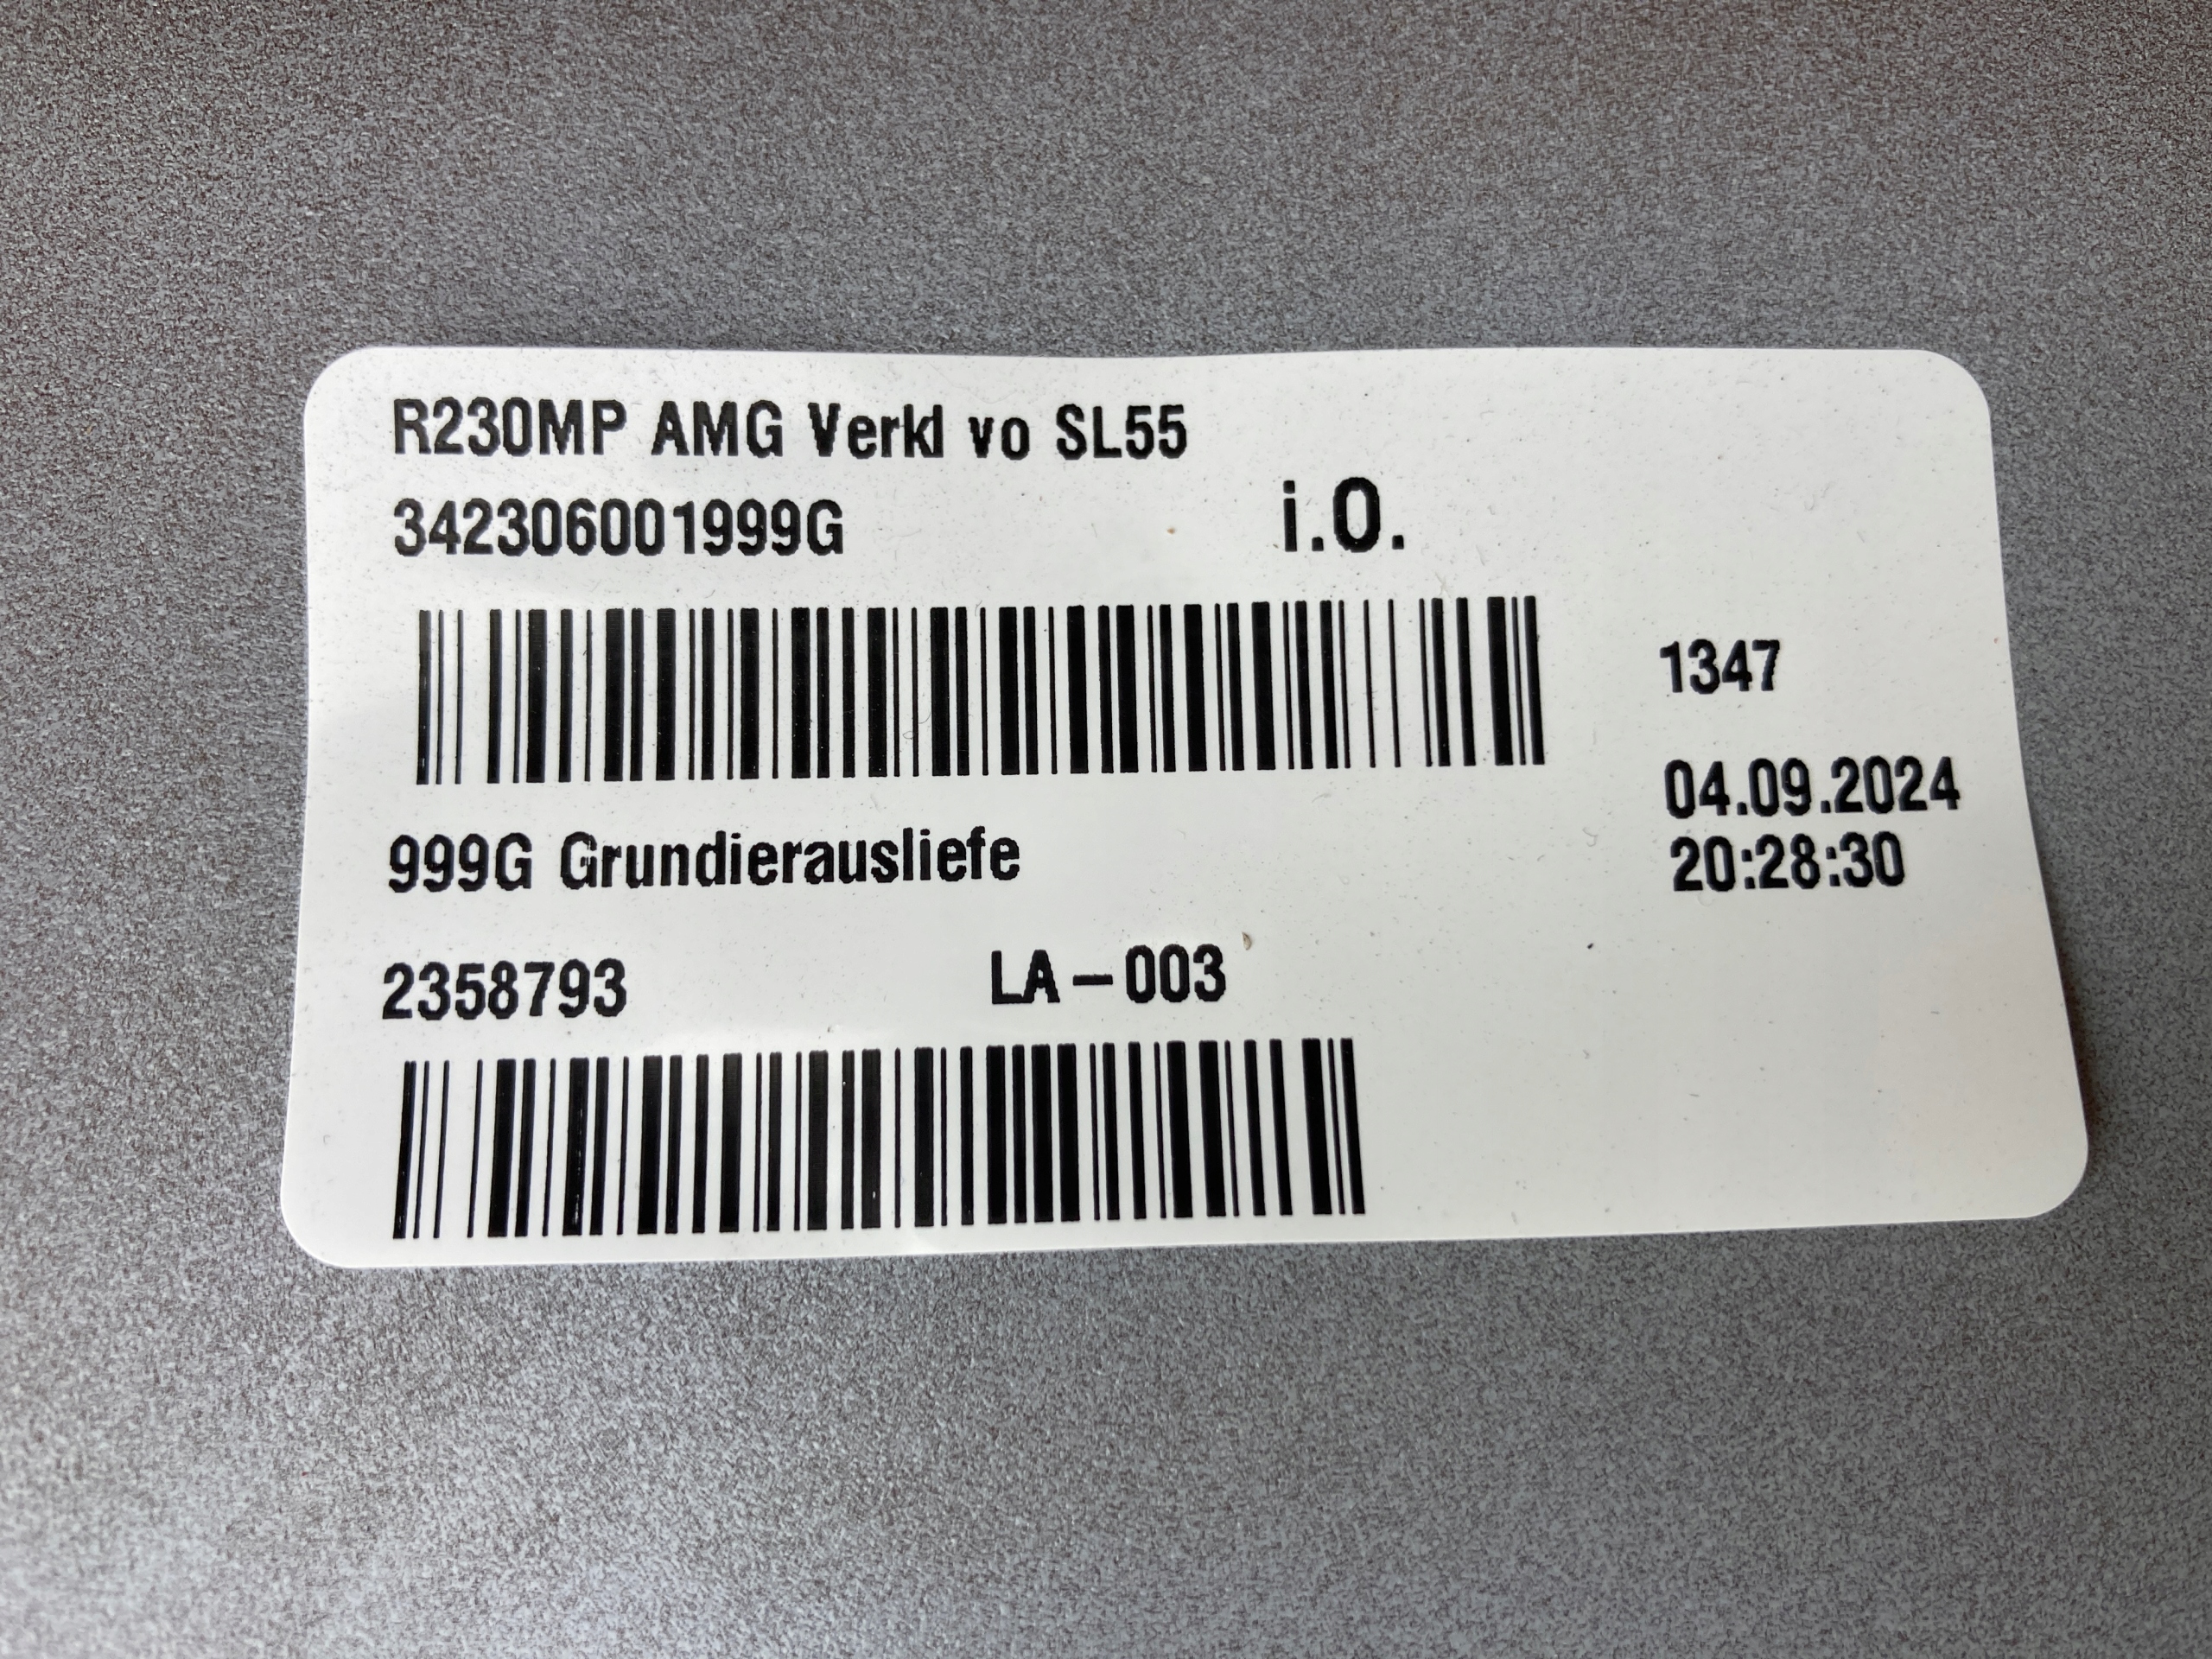 R230MP AMG Verkl vo SL55
342306001999G
i.O.
1347
04.09.2024
20:28:30
999G Grundierausliefe
2358793
LA-003